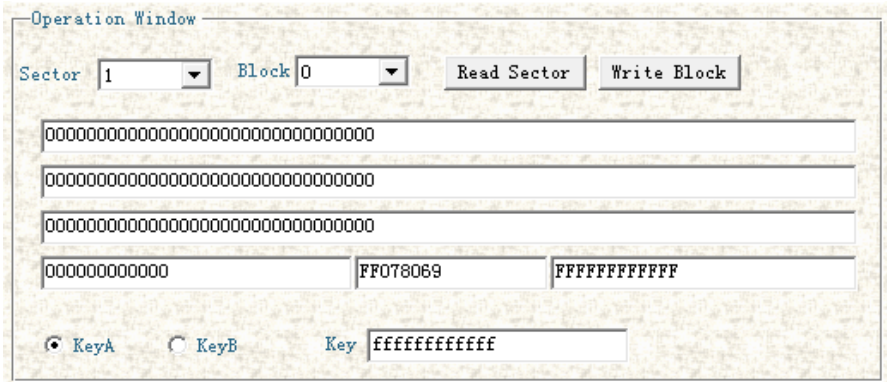 Operation Window
Sector 1 Block 0 Read Sector Write Block
00000000000000000000000000000000
00000000000000000000000000000000
00000000000000000000000000000000
000000000000 FF078069 FFFFFFFFFFFF
KeyA KeyB Key ffffffffffff